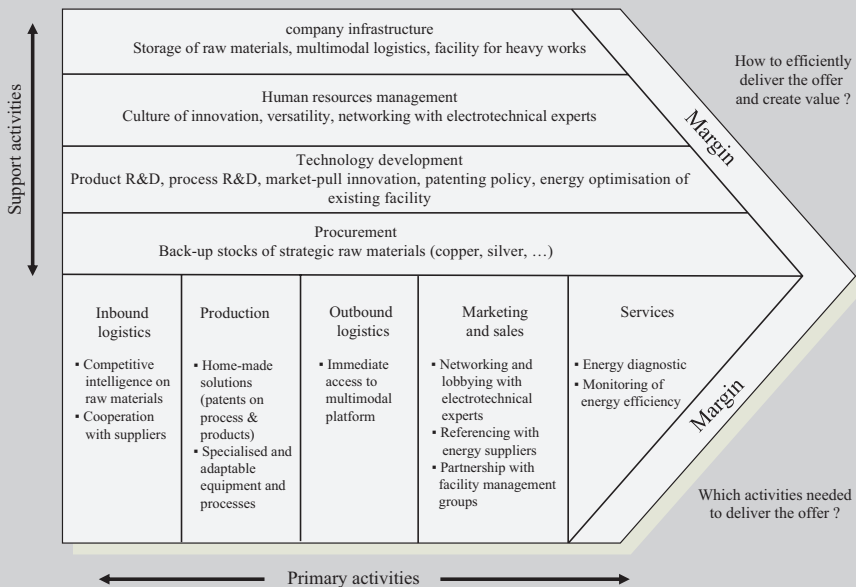 company infrastructure
Storage of raw materials, multimodal logistics, facility for heavy works
How to efficiently
deliver the offer
and create value ?
Support activities
Human resources management
Culture of innovation, versatility, networking with electrotechnical experts
Margin
Technology development
Product R&D, process R&D, market-pull innovation, patenting policy, energy optimisation of
existing facility
Procurement
Back-up stocks of strategic raw materials (copper, silver, …)
Inbound
logistics
▪ Competitive
intelligence on
raw materials
▪ Cooperation
with suppliers
Production
▪ Home-made
solutions
(patents on
process &
products)
▪ Specialised and
adaptable
equipment and
processes
Outbound
logistics
▪ Immediate
access to
multimodal
platform
Marketing
and sales
▪ Networking and
lobbying with
electrotechnical
experts
▪ Referencing with
energy suppliers
▪ Partnership with
facility management
groups
Services
▪ Energy diagnostic
▪ Monitoring of
energy efficiency
Margin
Which activities needed
to deliver the offer ?
Primary activities